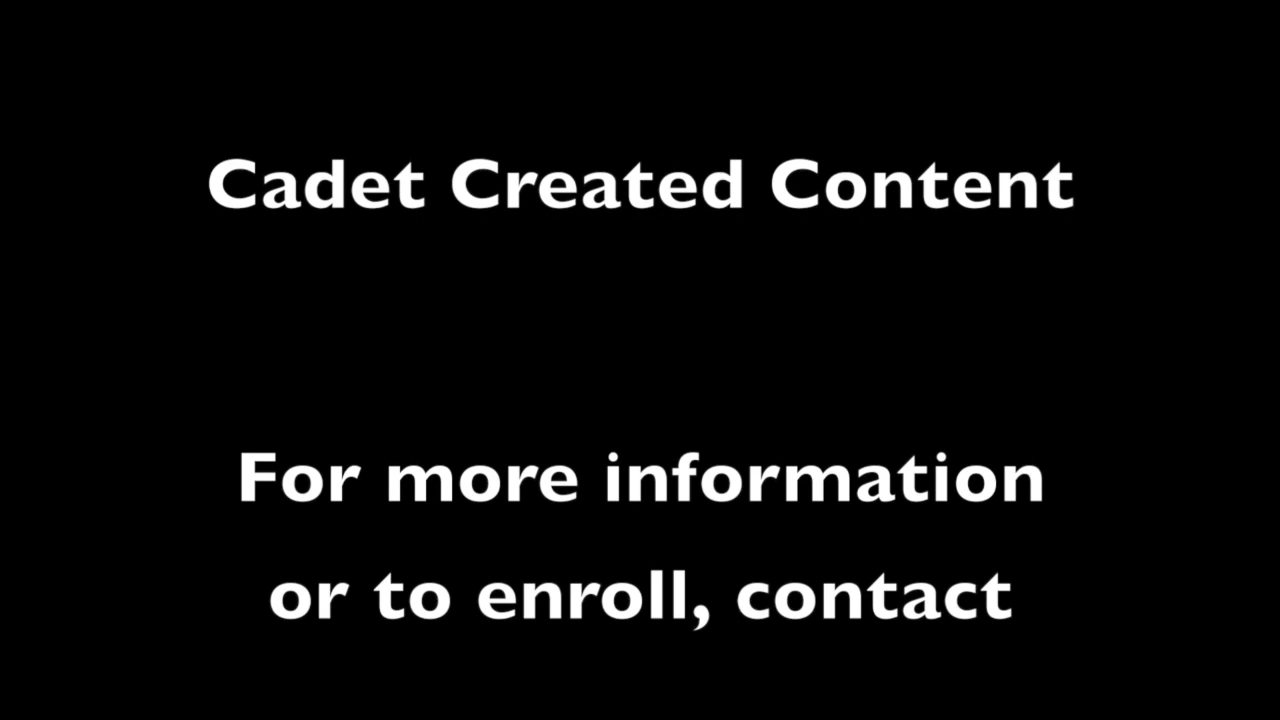 Cadet Created Content
For more information
or to enroll, contact